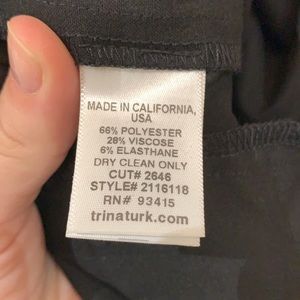 MADE IN CALIFORNIA,
USA
66% POLYESTER
28% VISCOSE
6% ELASTHANE
DRY CLEAN ONLY
CUT# 2646
STYLE# 2116118
RN# 93415
trinaturk.com